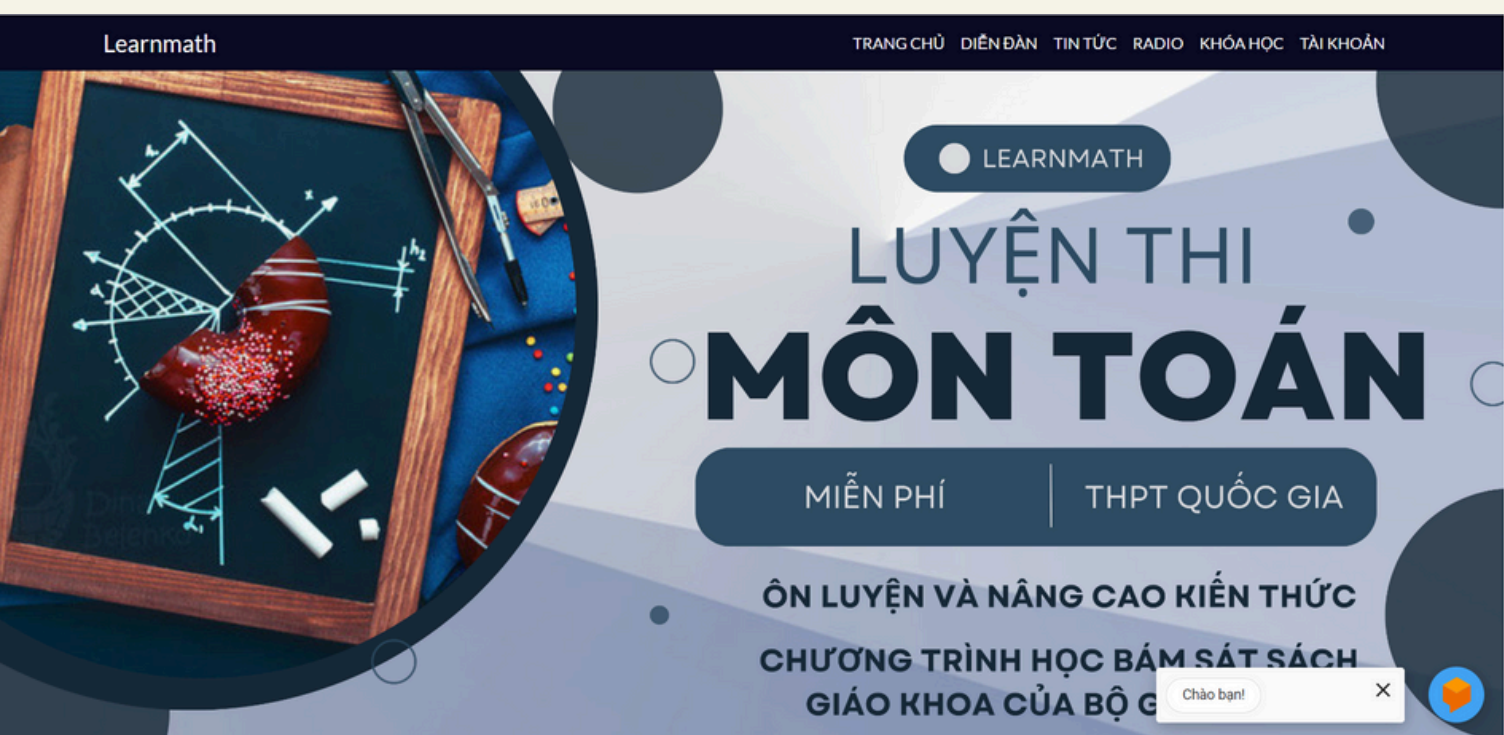 Learnmath
TRANG CHỦ DIỄN ĐÀN TIN TỨC RADIO KHÓA HỌC TÀI KHOẢN
LEARNMATH
LUYỆN THI
MÔN TOÁN
MIỄN PHÍ THPT QUỐC GIA
ÔN LUYỆN VÀ NÂNG CAO KIẾN THỨC
CHƯƠNG TRÌNH HỌC BÁM SÁT SÁCH
GIÁO KHOA CỦA BỘ G
Chào bạn!
h
x
h₂
α
α₁